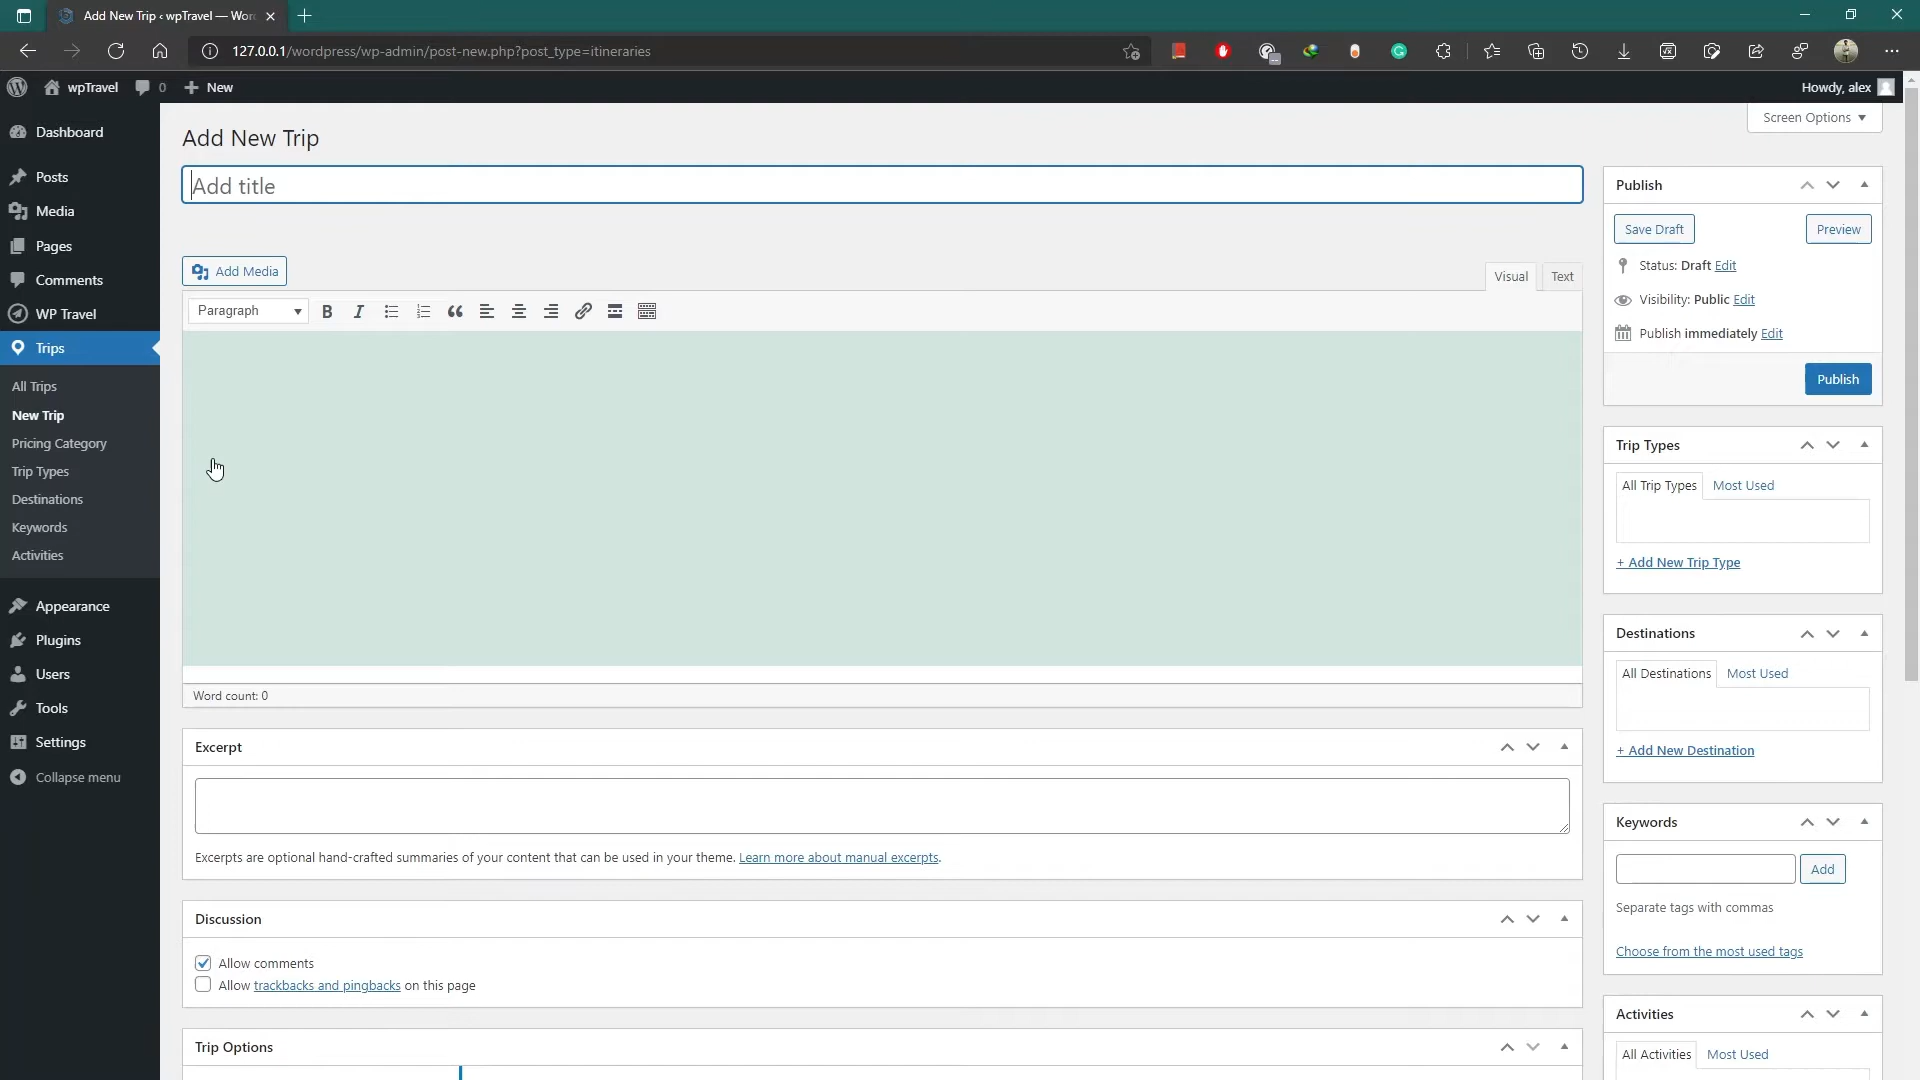 Add New Trip ‹ wpTravel — Wor
127.0.0.1/wordpress/wp-admin/post-new.php?post_type=itineraries
wpTravel 0 New
Howdy, alex
Screen Options
Dashboard
Posts
Media
Pages
Comments
WP Travel
Trips
All Trips
New Trip
Pricing Category
Trip Types
Destinations
Keywords
Activities
Appearance
Plugins
Users
Tools
Settings
Collapse menu
Add New Trip
Add title
Add Media
Visual Text
Paragraph
Word count: 0
Excerpt
Excerpts are optional hand-crafted summaries of your content that can be used in your theme. Learn more about manual excerpts.
Discussion
Allow comments
Allow trackbacks and pingbacks on this page
Trip Options
Publish
Save Draft Preview
Status: Draft Edit
Visibility: Public Edit
Publish immediately Edit
Publish
Trip Types
All Trip Types Most Used
+ Add New Trip Type
Destinations
All Destinations Most Used
+ Add New Destination
Keywords
Add
Separate tags with commas
Choose from the most used tags
Activities
All Activities Most Used